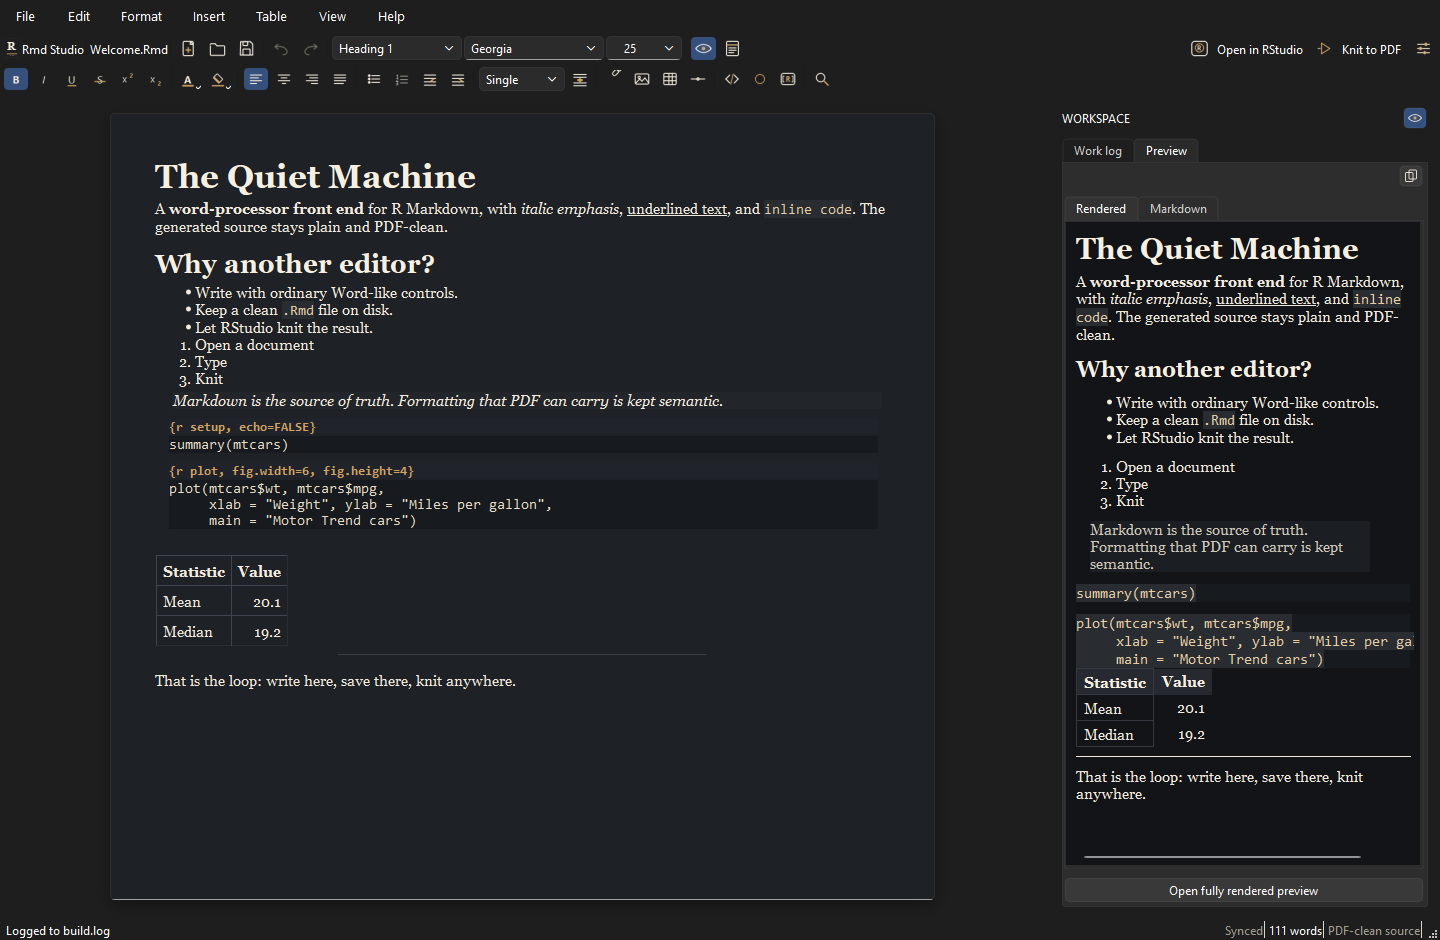 File Edit Format Insert Table View Help
R Rmd Studio Welcome.Rmd Heading 1 Georgia 25 Open in RStudio Knit to PDF
B I U S x² x₂ A Single
WORKSPACE
Work log Preview
Rendered Markdown
The Quiet Machine
A word-processor front end for R Markdown, with italic emphasis, underlined text, and inline code. The
generated source stays plain and PDF-clean.
Why another editor?
• Write with ordinary Word-like controls.
• Keep a clean .Rmd file on disk.
• Let RStudio knit the result.
1. Open a document
2. Type
3. Knit
Markdown is the source of truth. Formatting that PDF can carry is kept semantic.
{r setup, echo=FALSE}
summary(mtcars)
{r plot, fig.width=6, fig.height=4}
plot(mtcars$wt, mtcars$mpg,
     xlab = "Weight", ylab = "Miles per gallon",
     main = "Motor Trend cars")
Statistic Value
Mean 20.1
Median 19.2
That is the loop: write here, save there, knit anywhere.
The Quiet Machine
A word-processor front end for R Markdown,
with italic emphasis, underlined text, and inline
code. The generated source stays plain and PDF-
clean.
Why another editor?
• Write with ordinary Word-like controls.
• Keep a clean .Rmd file on disk.
• Let RStudio knit the result.
1. Open a document
2. Type
3. Knit
Markdown is the source of truth.
Formatting that PDF can carry is kept
semantic.
summary(mtcars)
plot(mtcars$wt, mtcars$mpg,
     xlab = "Weight", ylab = "Miles per ga
     main = "Motor Trend cars")
Statistic Value
Mean 20.1
Median 19.2
That is the loop: write here, save there, knit
anywhere.
Open fully rendered preview
Logged to build.log Synced 111 words PDF-clean source